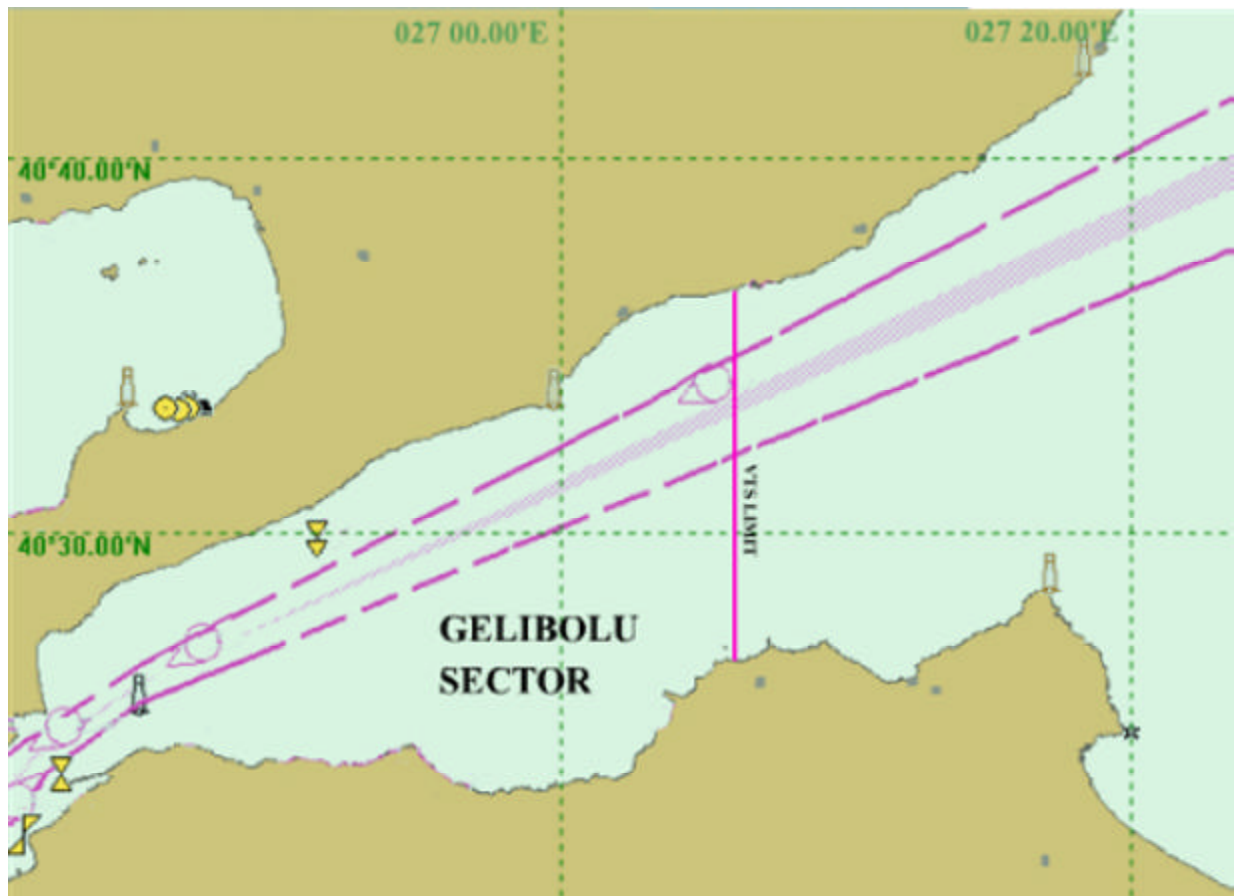 027 00.00'E
027 20.00'E
40°40.00'N
40°30.00'N
VTS LIMIT
GELIBOLU
SECTOR